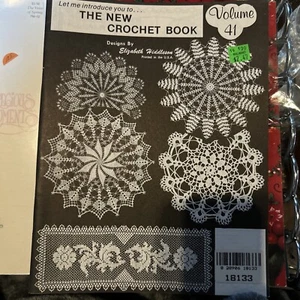 Let me introduce you to...
THE NEW
CROCHET BOOK
Volume
41
Designs By
Elizabeth Hiddleson
Printed in the U.S.A.
18133